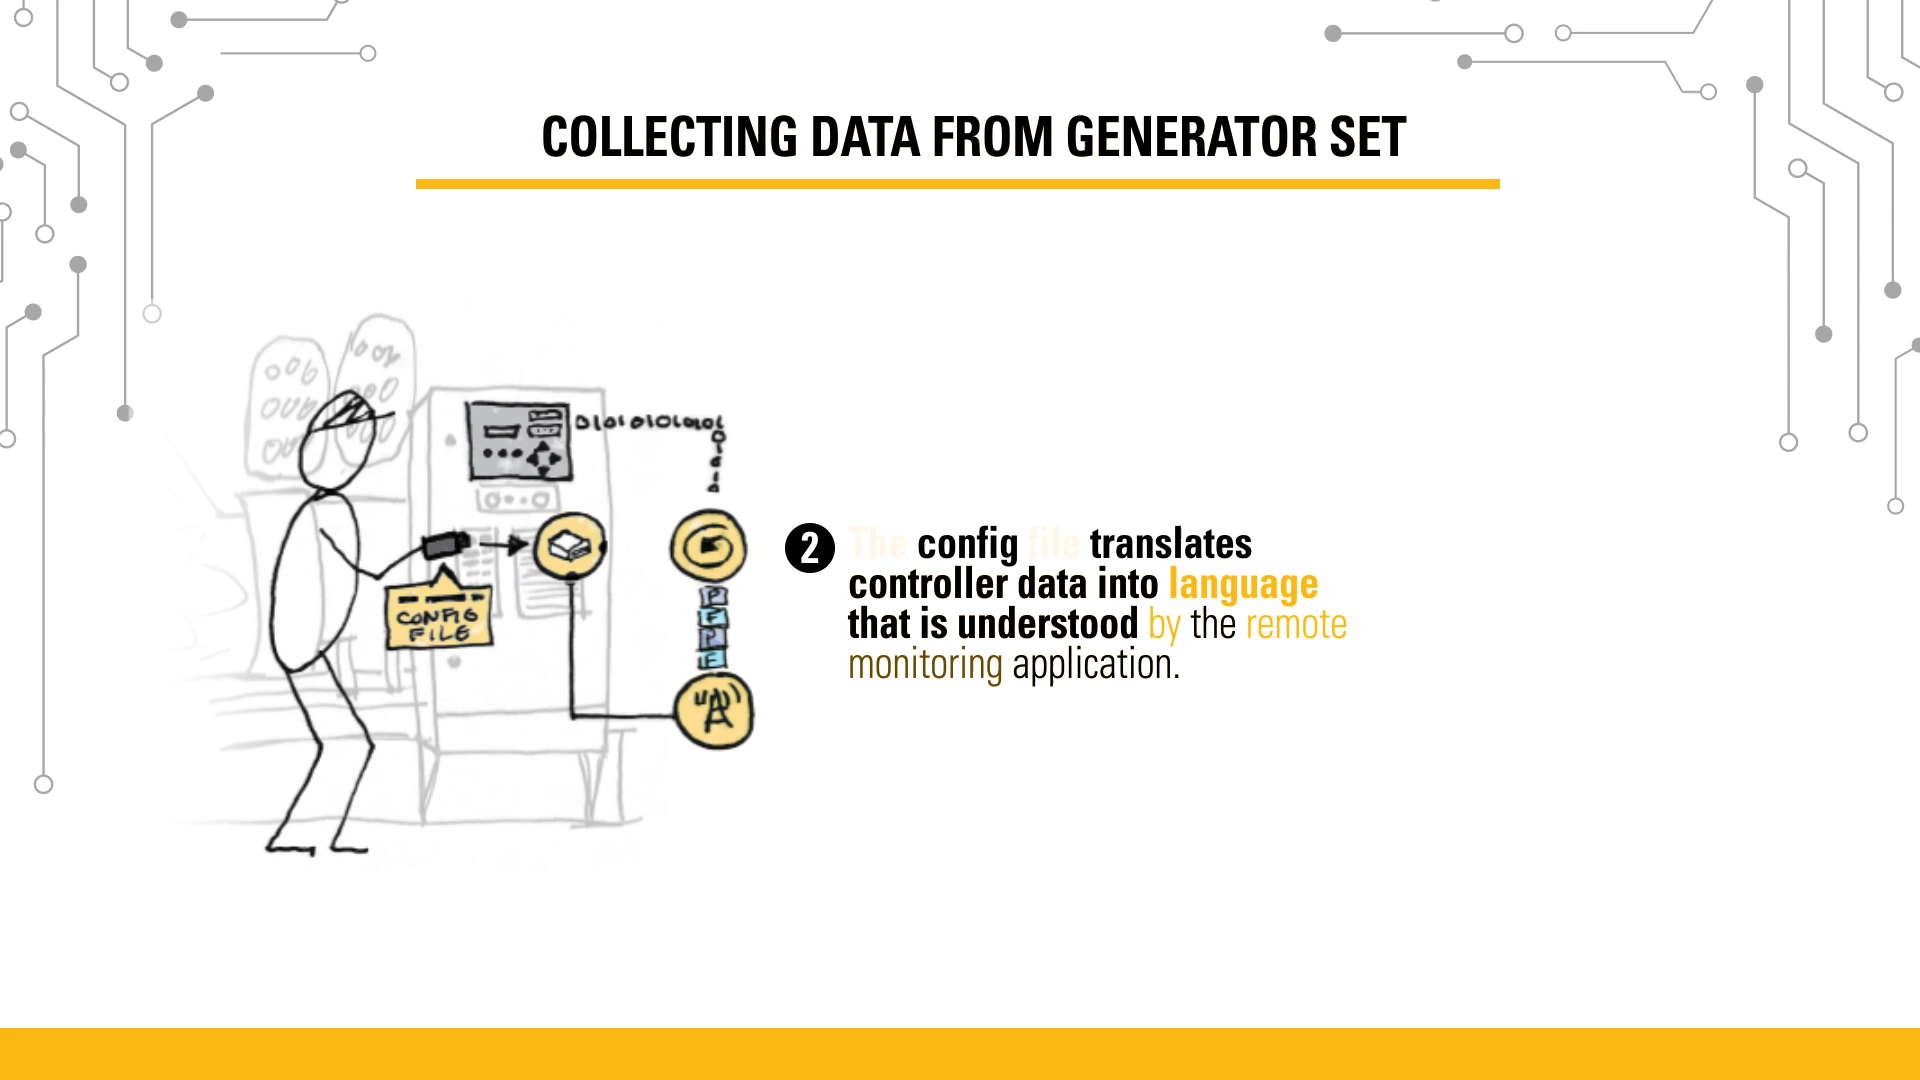 COLLECTING DATA FROM GENERATOR SET
01010101010101
CONFIG
FILE
2 The config file translates
controller data into language
that is understood by the remote
monitoring application.